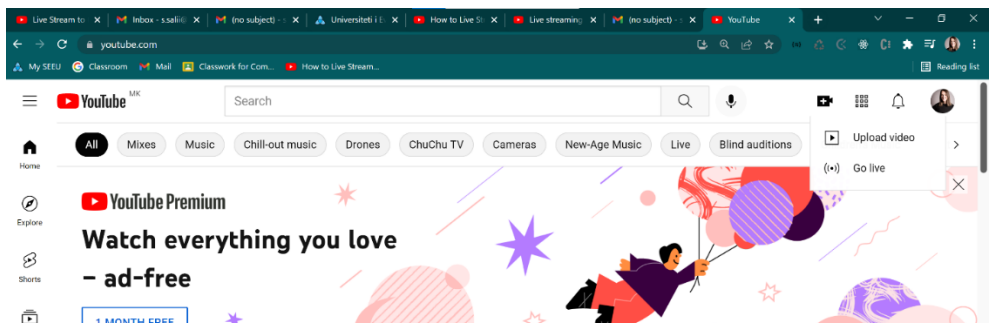 Live Stream to
Inbox - s.salii@
(no subject) - s
Universiteti i E
How to Live St
Live streaming
(no subject) - s
YouTube
youtube.com
My SEEU
Classroom
Mail
Classwork for Com...
How to Live Stream...
Reading list
YouTube MK
Search
All
Mixes
Music
Chill-out music
Drones
ChuChu TV
Cameras
New-Age Music
Live
Blind auditions
Upload video
Go live
Home
Explore
Shorts
YouTube Premium
Watch everything you love
– ad-free
1 MONTH FREE